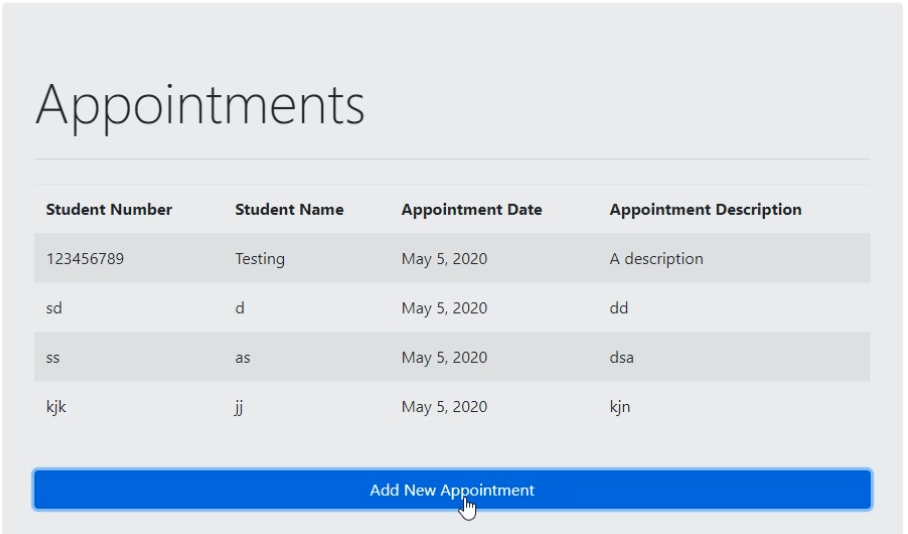 Appointments
Student Number Student Name Appointment Date Appointment Description
123456789 Testing May 5, 2020 A description
sd d May 5, 2020 dd
ss as May 5, 2020 dsa
kjk jj May 5, 2020 kjn
Add New Appointment